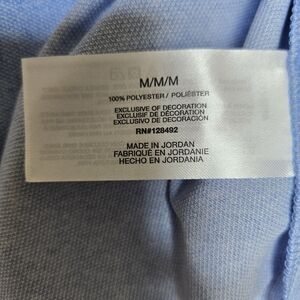 M/M/M
100% POLYESTER / POLIÉSTER
EXCLUSIVE OF DECORATION
EXCLUSIF DE DÉCORATION
EXCLUSIVO DE DECORACIÓN
RN#128492
MADE IN JORDAN
FABRIQUÉ EN JORDANIE
HECHO EN JORDANIA